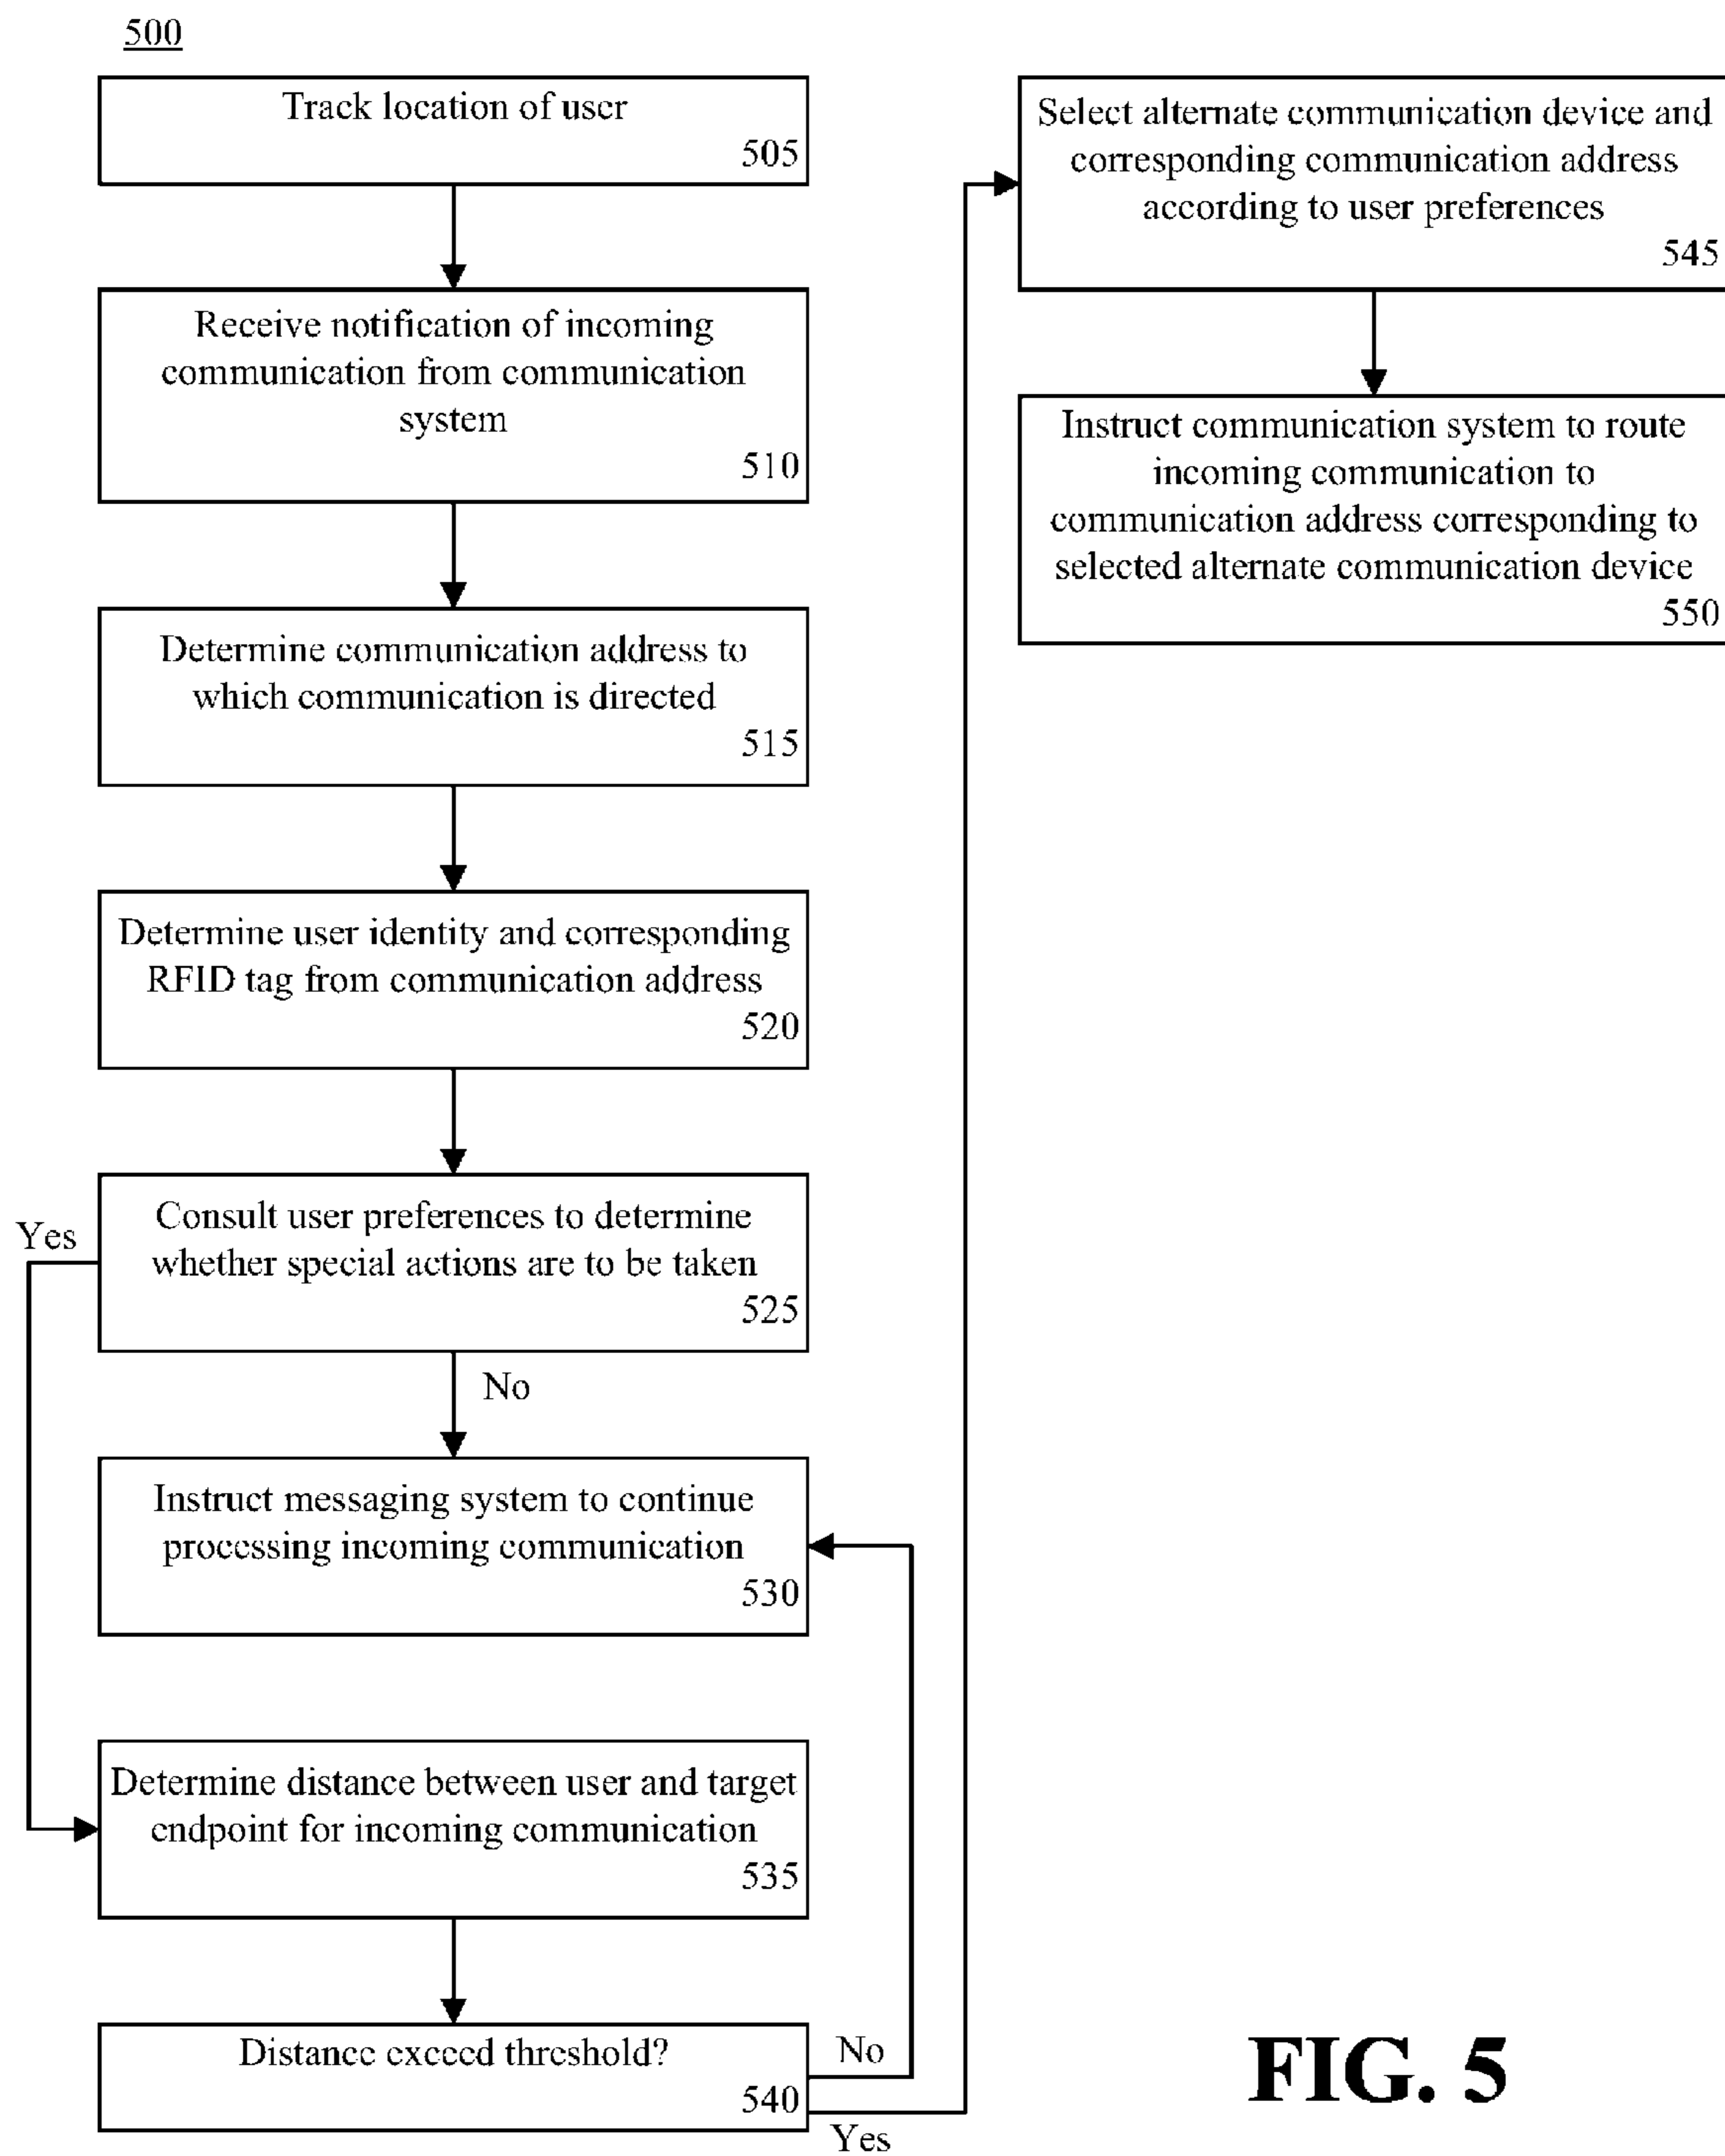 500
Track location of user
505
Receive notification of incoming
communication from communication
system
510
Determine communication address to
which communication is directed
515
Determine user identity and corresponding
RFID tag from communication address
520
Consult user preferences to determine
whether special actions are to be taken
525
Yes
No
Instruct messaging system to continue
processing incoming communication
530
Determine distance between user and target
endpoint for incoming communication
535
Distance exceed threshold?
540
No
Yes
Select alternate communication device and
corresponding communication address
according to user preferences
545
Instruct communication system to route
incoming communication to
communication address corresponding to
selected alternate communication device
550
FIG. 5